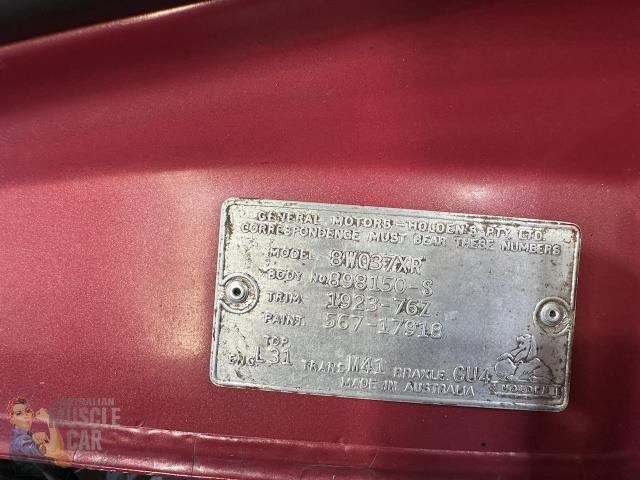 GENERAL MOTORS - HOLDEN'S PTY. LTD.
CORRESPONDENCE MUST BEAR THESE NUMBERS
MODEL 8WQ37XR
BODY No. 898150-S
TRIM 1923-76Z
PAINT 567-17918
TOP
ENG L31 TRANS M41 RRAXLE GU4
MADE IN AUSTRALIA
HOLDEN
AUSTRALIAN
MUSCLE
CAR